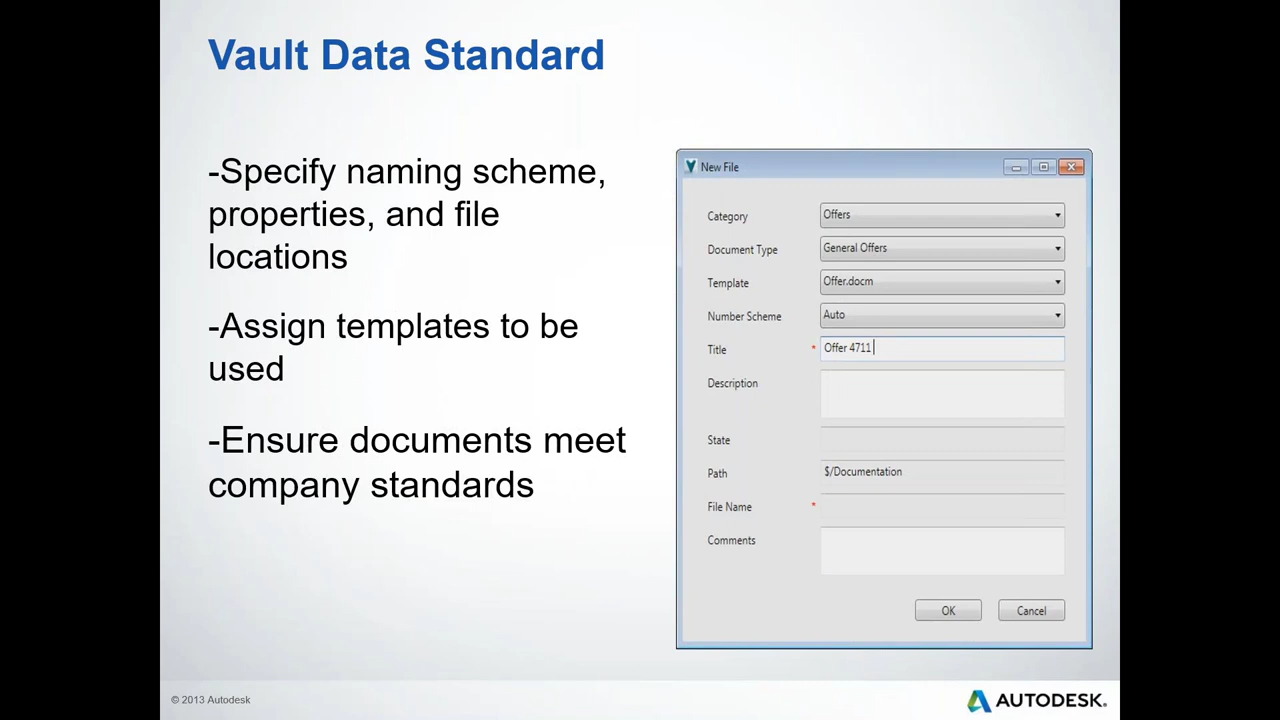 Vault Data Standard
-Specify naming scheme,
properties, and file
locations
-Assign templates to be
used
-Ensure documents meet
company standards
New File
Category Offers
Document Type General Offers
Template Offer.docm
Number Scheme Auto
Title * Offer 4711
Description
State
Path $/Documentation
File Name *
Comments
OK Cancel
© 2013 Autodesk
AUTODESK.